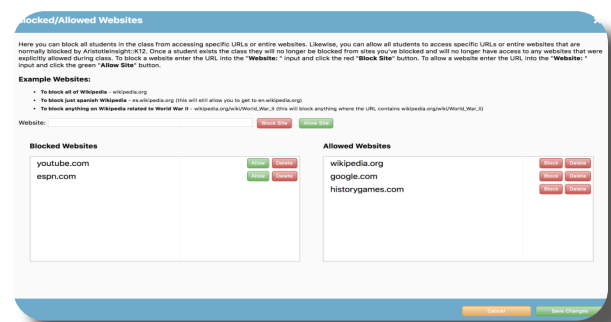 Blocked/Allowed Websites
Here you can block all students in the class from accessing specific URLs or entire websites. Likewise, you can allow all students to access specific URLs or entire websites that are
normally blocked by AristotleInsight::K12. Once a student exists the class they will no longer be blocked from sites you've blocked and will no longer have access to any websites that were
explicitly allowed during class. To block a website enter the URL into the "Website: " input and click the red "Block Site" button. To allow a website enter the URL into the "Website: "
input and click the green "Allow Site" button.
Example Websites:
• To block all of Wikipedia - wikipedia.org
• To block just spanish Wikipedia - es.wikipedia.org (this will still allow you to get to en.wikipedia.org)
• To block anything on Wikipedia related to World War II - wikipedia.org/wiki/World_War_II (this will block anything where the URL contains wikipedia.org/wiki/World_War_II)
Website: Block Site Allow Site
Blocked Websites
youtube.com Allow Delete
espn.com Allow Delete
Allowed Websites
wikipedia.org Block Delete
google.com Block Delete
historygames.com Block Delete
Cancel Save Changes